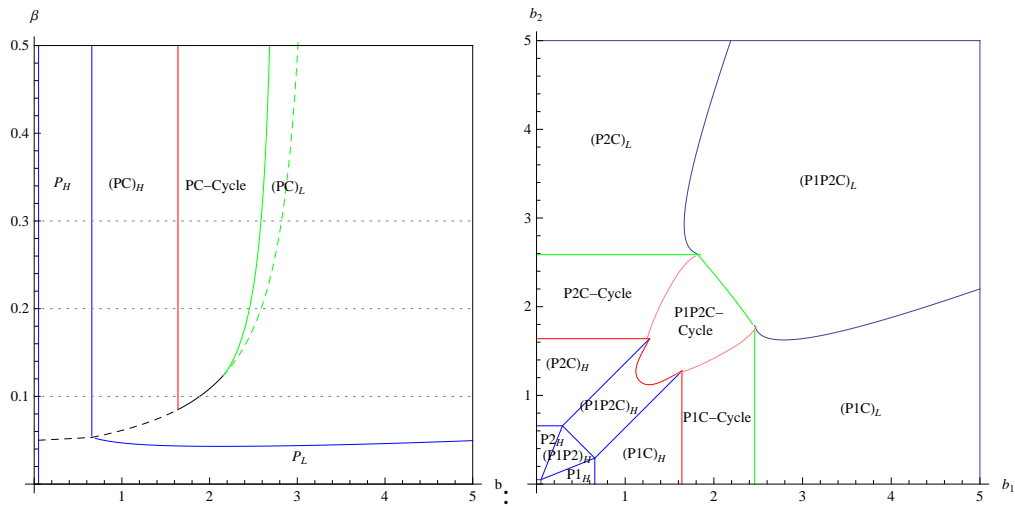 β
0.5
0.4
0.3
0.2
0.1
P_H
(PC)_H
PC–Cycle
(PC)_L
P_L
1
2
3
4
5
b
:
b₂
5
4
3
2
1
(P2C)_L
(P1P2C)_L
P2C–Cycle
P1P2C–
Cycle
(P2C)_H
(P1P2C)_H
P1C–Cycle
(P1C)_L
P2_H
(P1P2)_H
(P1C)_H
P1_H
1
2
3
4
5
b₁